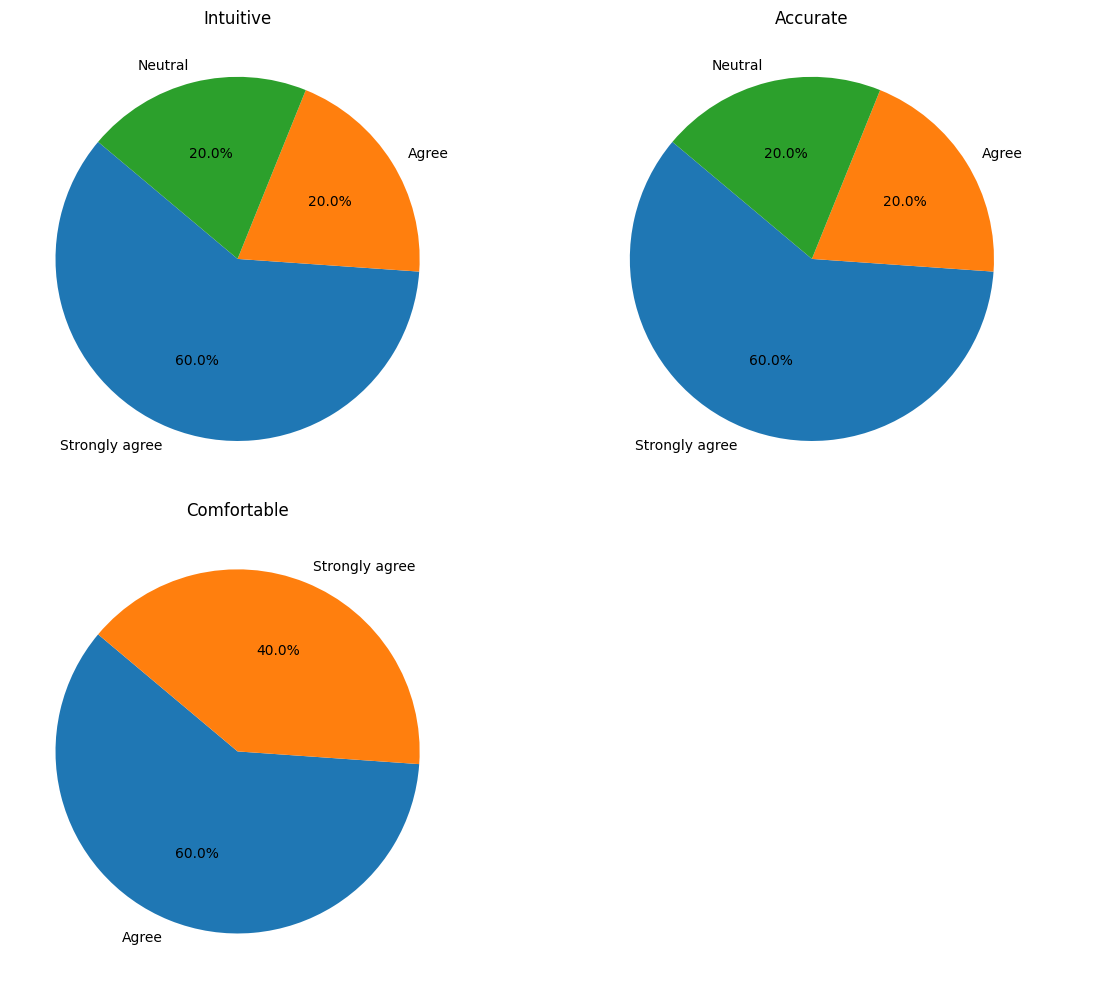 Intuitive
Neutral
20.0%
Agree
20.0%
60.0%
Strongly agree
Accurate
Neutral
20.0%
Agree
20.0%
60.0%
Strongly agree
Comfortable
Strongly agree
40.0%
60.0%
Agree